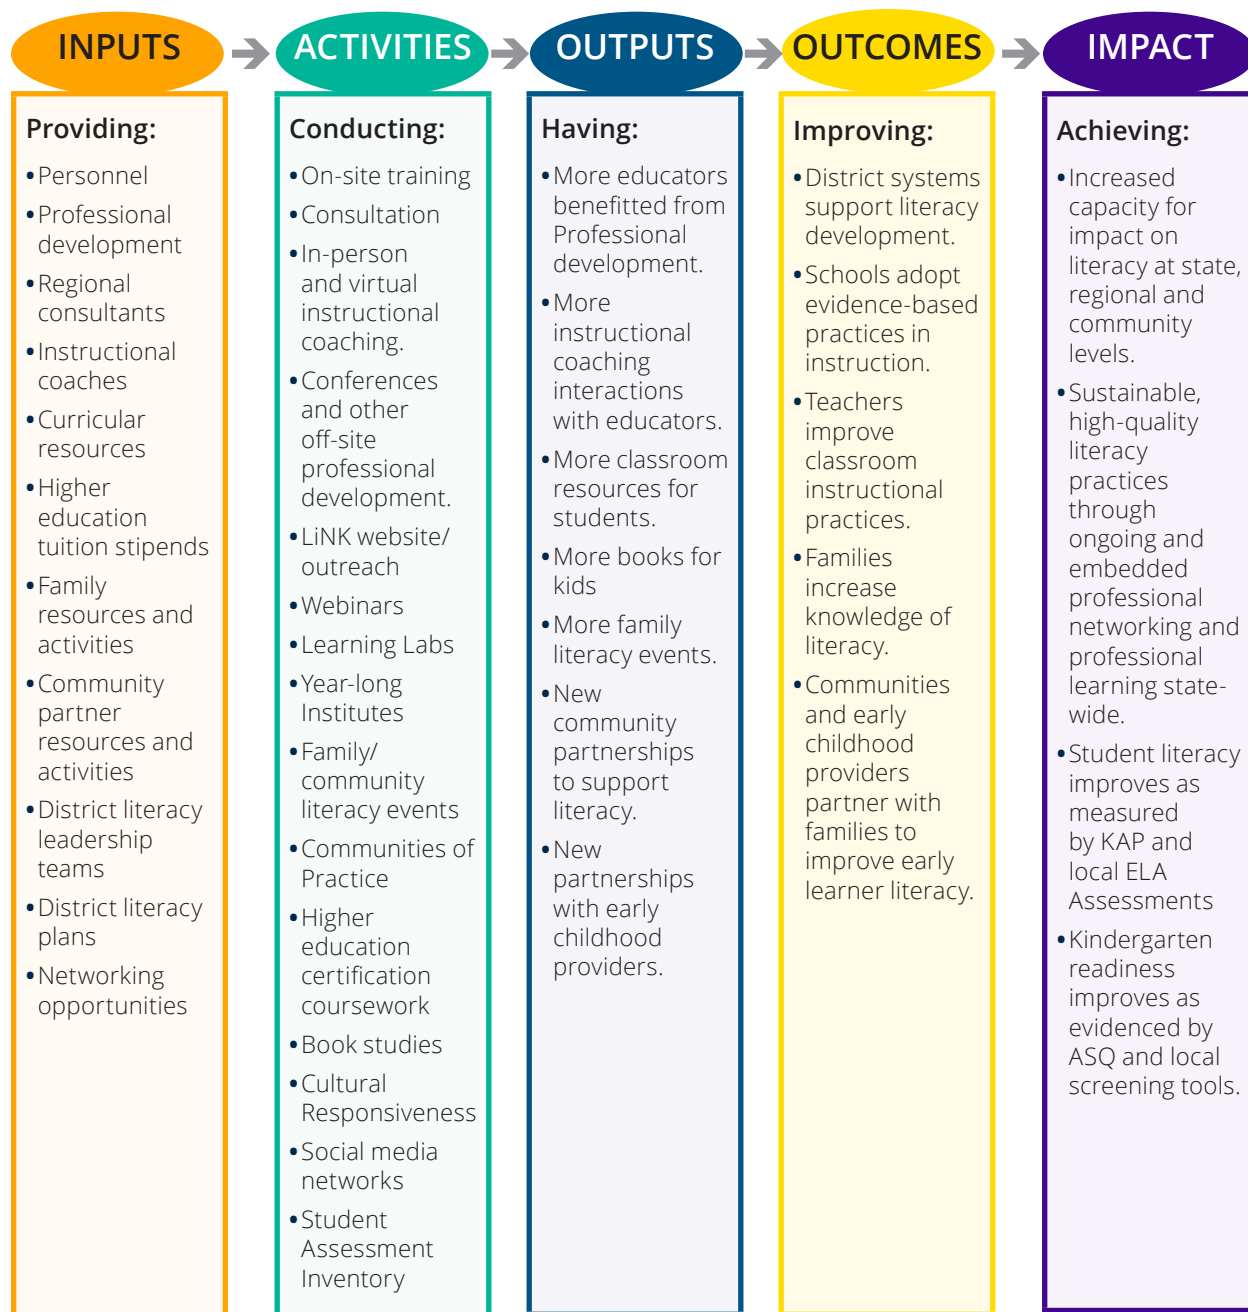 INPUTS
ACTIVITIES
OUTPUTS
OUTCOMES
IMPACT
Providing:
•Personnel
•Professional
development
•Regional
consultants
•Instructional
coaches
•Curricular
resources
•Higher
education
tuition stipends
•Family
resources and
activities
•Community
partner
resources and
activities
•District literacy
leadership
teams
•District literacy
plans
•Networking
opportunities
Conducting:
•On-site training
•Consultation
•In-person
and virtual
instructional
coaching.
•Conferences
and other
off-site
professional
development.
•LiNK website/
outreach
•Webinars
•Learning Labs
•Year-long
Institutes
•Family/
community
literacy events
•Communities of
Practice
•Higher
education
certification
coursework
•Book studies
•Cultural
Responsiveness
•Social media
networks
•Student
Assessment
Inventory
Having:
•More educators
benefitted from
Professional
development.
•More
instructional
coaching
interactions
with educators.
•More classroom
resources for
students.
•More books for
kids
•More family
literacy events.
•New
community
partnerships
to support
literacy.
•New
partnerships
with early
childhood
providers.
Improving:
•District systems
support literacy
development.
•Schools adopt
evidence-based
practices in
instruction.
•Teachers
improve
classroom
instructional
practices.
•Families
increase
knowledge of
literacy.
•Communities
and early
childhood
providers
partner with
families to
improve early
learner literacy.
Achieving:
•Increased
capacity for
impact on
literacy at state,
regional and
community
levels.
•Sustainable,
high-quality
literacy
practices
through
ongoing and
embedded
professional
networking and
professional
learning state-
wide.
•Student literacy
improves as
measured
by KAP and
local ELA
Assessments
•Kindergarten
readiness
improves as
evidenced by
ASQ and local
screening tools.